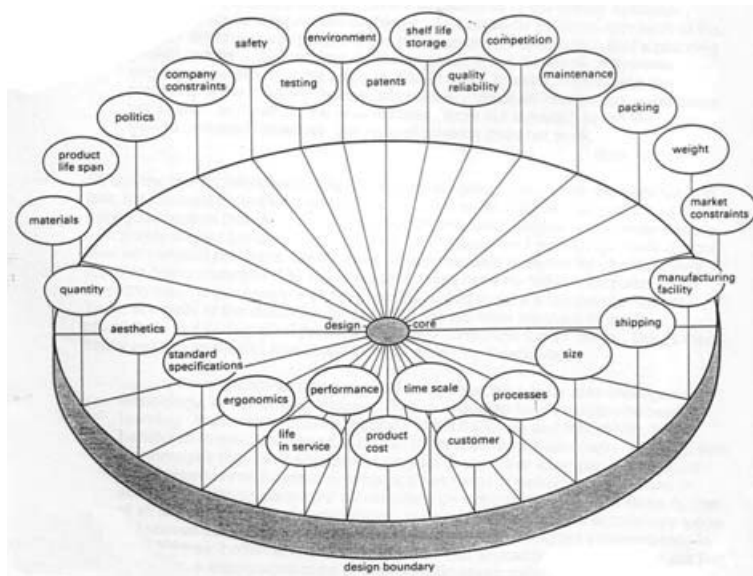 shelf life
storage
environment
competition
safety
company
constraints
testing
patents
quality
reliability
maintenance
politics
packing
product
life span
weight
materials
market
constraints
quantity
manufacturing
facility
aesthetics
design
core
shipping
standard
specifications
size
ergonomics
performance
time scale
processes
life
in service
product
cost
customer
design boundary